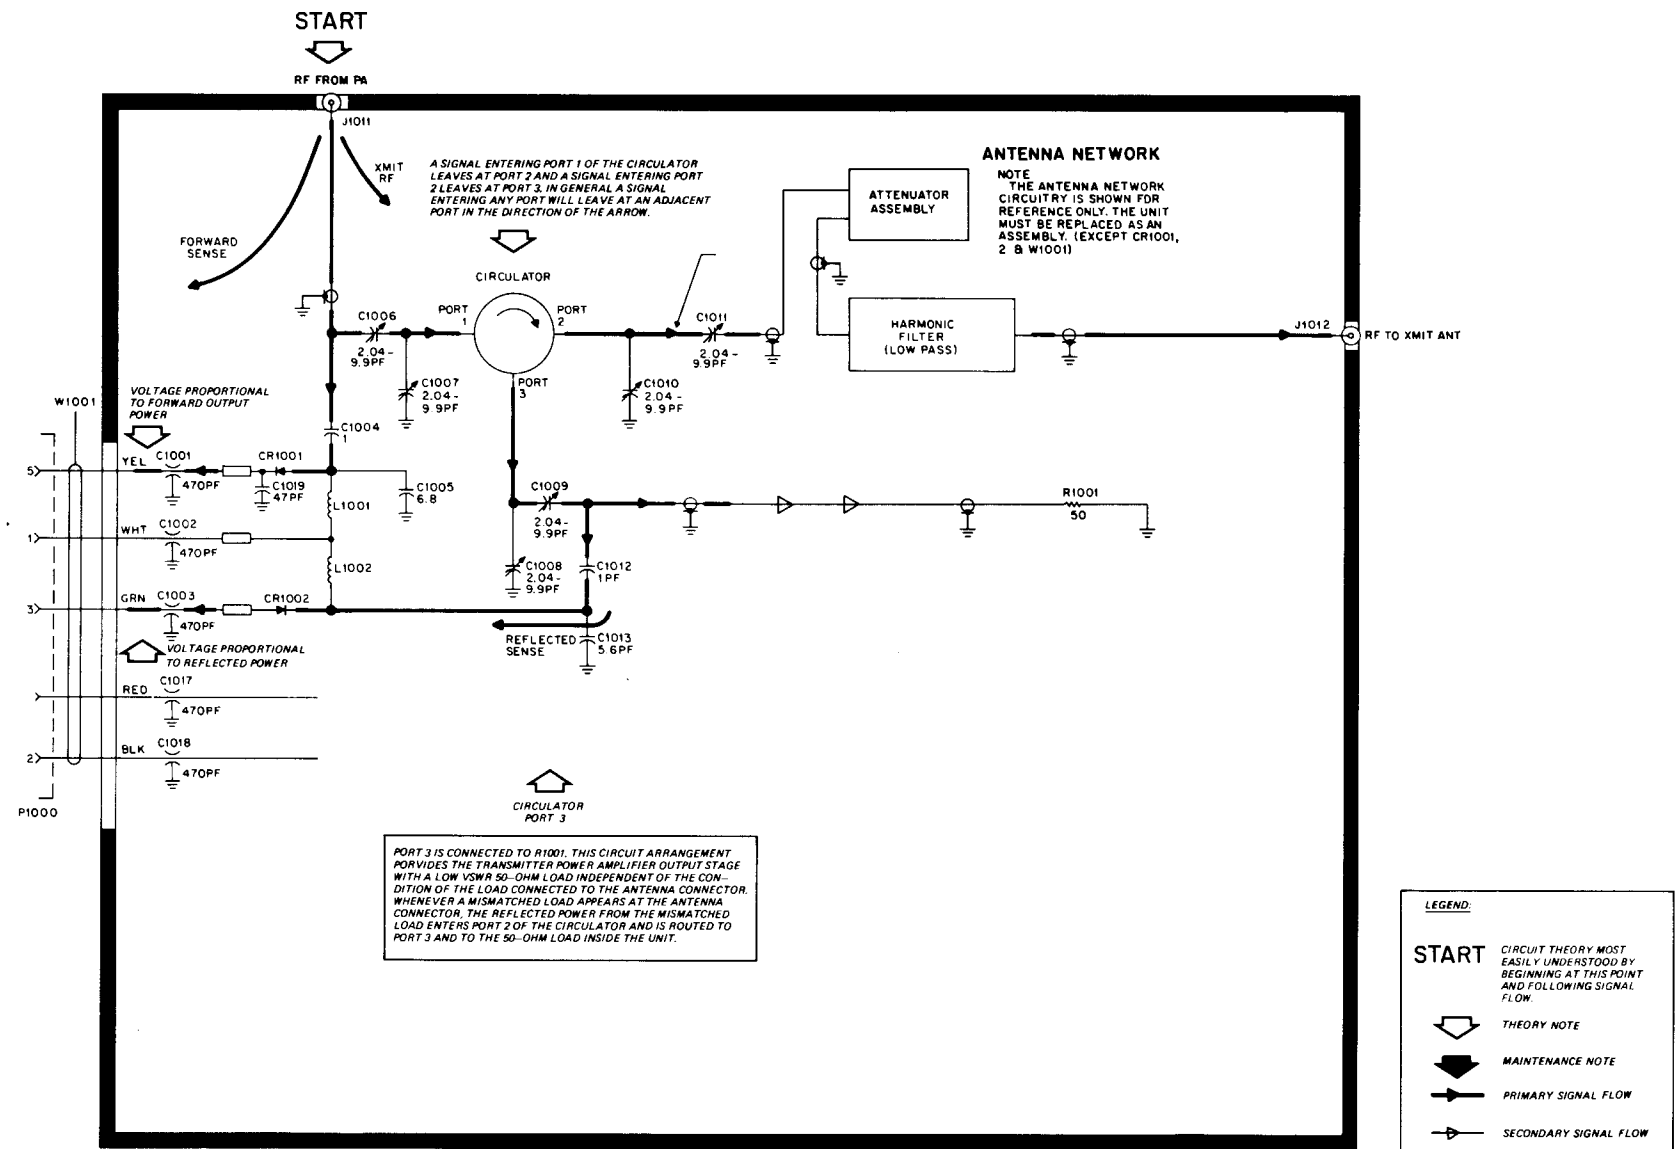 START
RF FROM PA
J1011
XMIT
RF
FORWARD
SENSE
A SIGNAL ENTERING PORT 1 OF THE CIRCULATOR
LEAVES AT PORT 2 AND A SIGNAL ENTERING PORT
2 LEAVES AT PORT 3. IN GENERAL A SIGNAL
ENTERING ANY PORT WILL LEAVE AT AN ADJACENT
PORT IN THE DIRECTION OF THE ARROW.
ANTENNA NETWORK
NOTE
THE ANTENNA NETWORK
CIRCUITRY IS SHOWN FOR
REFERENCE ONLY. THE UNIT
MUST BE REPLACED AS AN
ASSEMBLY. (EXCEPT CR1001,
2 & W1001)
ATTENUATOR
ASSEMBLY
CIRCULATOR
PORT
1
PORT
2
PORT
3
C1006
2.04-
9.9PF
C1007
2.04-
9.9PF
C1011
2.04-
9.9PF
C1010
2.04-
9.9PF
HARMONIC
FILTER
(LOW PASS)
J1012
RF TO XMIT ANT
VOLTAGE PROPORTIONAL
TO FORWARD OUTPUT
POWER
W1001
C1004
1
5
YEL
C1001
470PF
CR1001
C1019
47PF
C1005
6.8
L1001
1
WHT
C1002
470PF
L1002
3
GRN
C1003
470PF
CR1002
C1009
2.04-
9.9PF
C1008
2.04-
9.9PF
C1012
1PF
R1001
50
REFLECTED
SENSE
C1013
5.6PF
VOLTAGE PROPORTIONAL
TO REFLECTED POWER
RED
C1017
470PF
2
BLK
C1018
470PF
P1000
CIRCULATOR
PORT 3
PORT 3 IS CONNECTED TO R1001. THIS CIRCUIT ARRANGEMENT
PORVIDES THE TRANSMITTER POWER AMPLIFIER OUTPUT STAGE
WITH A LOW VSWR 50-OHM LOAD INDEPENDENT OF THE CON-
DITION OF THE LOAD CONNECTED TO THE ANTENNA CONNECTOR.
WHENEVER A MISMATCHED LOAD APPEARS AT THE ANTENNA
CONNECTOR, THE REFLECTED POWER FROM THE MISMATCHED
LOAD ENTERS PORT 2 OF THE CIRCULATOR AND IS ROUTED TO
PORT 3 AND TO THE 50-OHM LOAD INSIDE THE UNIT.
LEGEND:
START
CIRCUIT THEORY MOST
EASILY UNDERSTOOD BY
BEGINNING AT THIS POINT
AND FOLLOWING SIGNAL
FLOW.
THEORY NOTE
MAINTENANCE NOTE
PRIMARY SIGNAL FLOW
SECONDARY SIGNAL FLOW